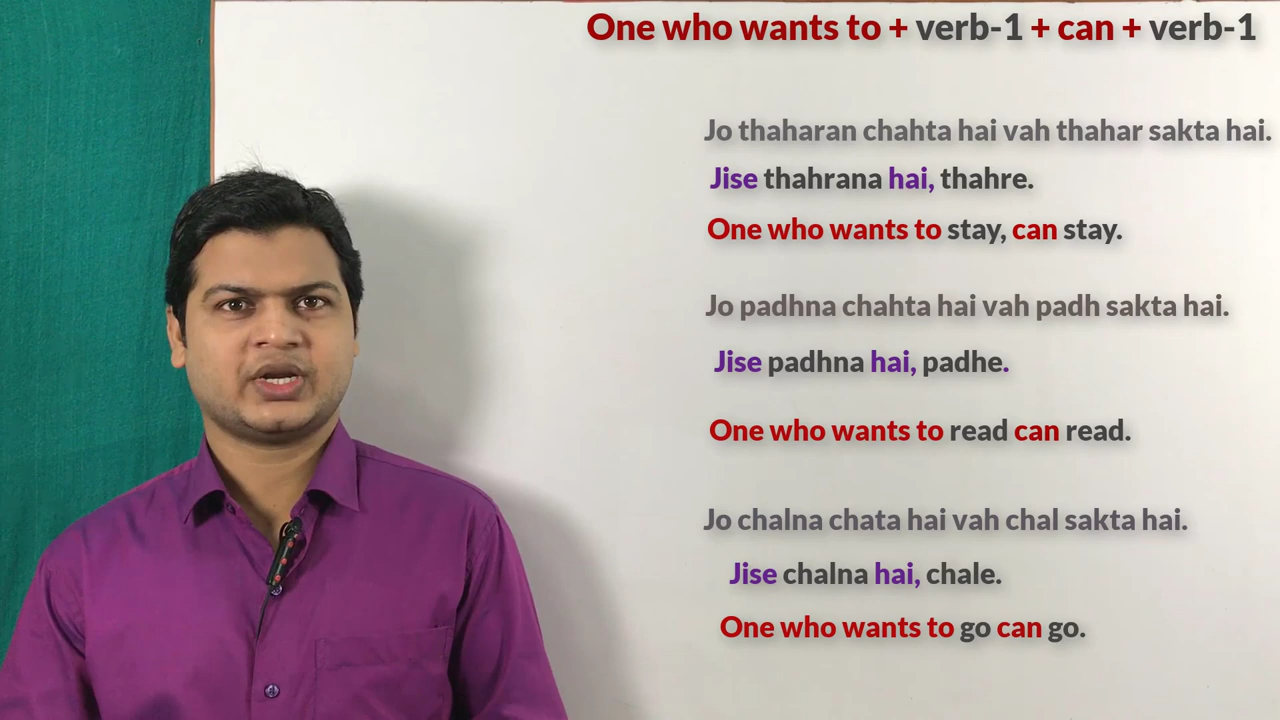 One who wants to + verb-1 + can + verb-1
Jo thaharan chahta hai vah thahar sakta hai.
Jise thahrana hai, thahre.
One who wants to stay, can stay.
Jo padhna chahta hai vah padh sakta hai.
Jise padhna hai, padhe.
One who wants to read can read.
Jo chalna chata hai vah chal sakta hai.
Jise chalna hai, chale.
One who wants to go can go.